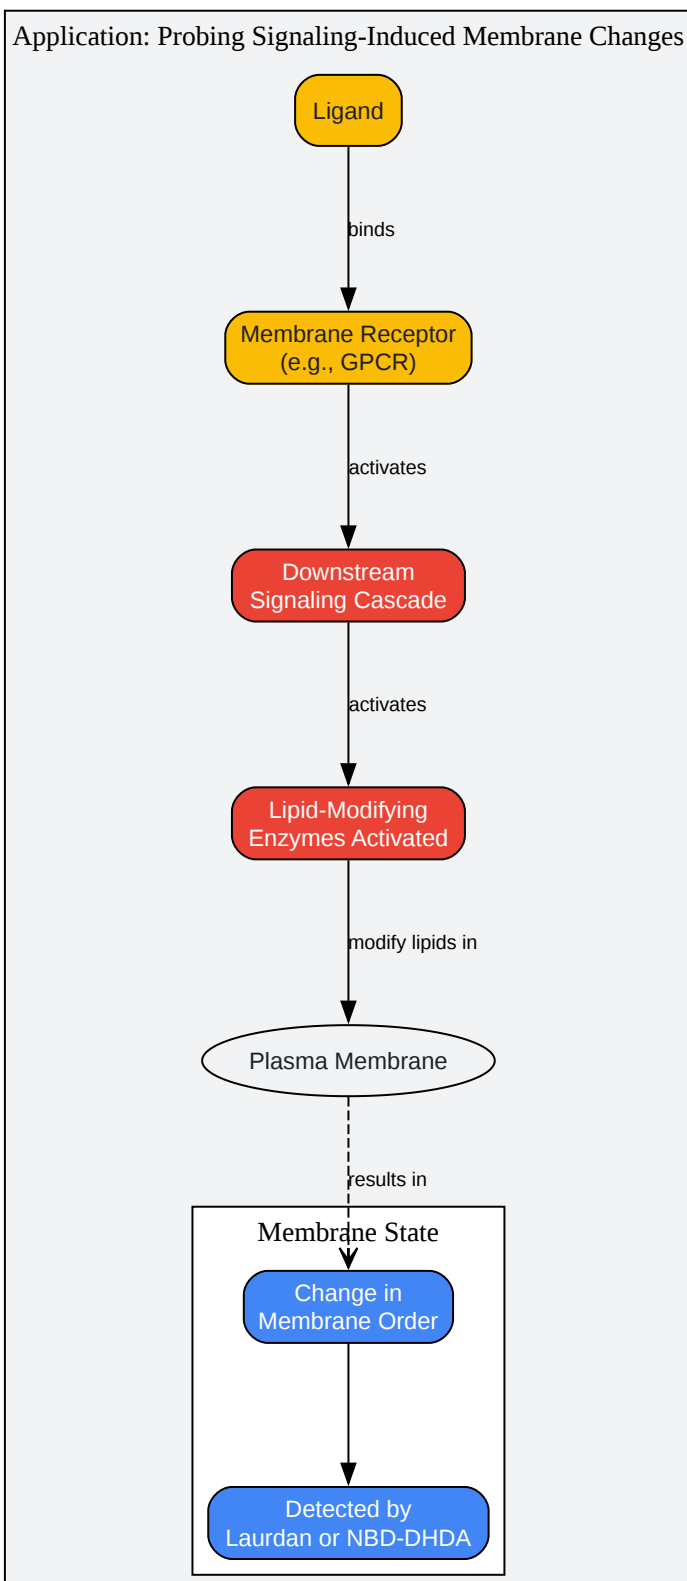 Application: Probing Signaling-Induced Membrane Changes
Ligand
binds
Membrane Receptor
(e.g., GPCR)
activates
Downstream
Signaling Cascade
activates
Lipid-Modifying
Enzymes Activated
modify lipids in
Plasma Membrane
results in
Membrane State
Change in
Membrane Order
Detected by
Laurdan or NBD-DHDA